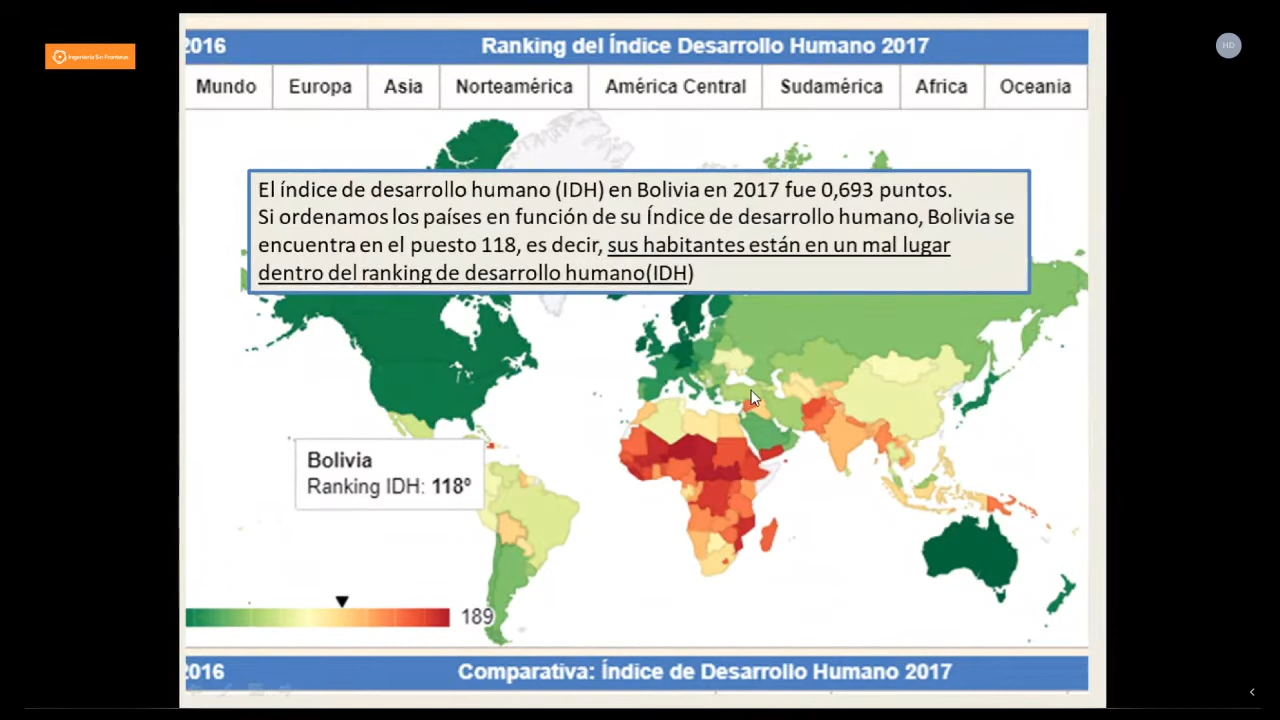 Ingeniería Sin Fronteras
HD
2016 Ranking del Índice Desarrollo Humano 2017
Mundo Europa Asia Norteamérica América Central Sudamérica Africa Oceania
El índice de desarrollo humano (IDH) en Bolivia en 2017 fue 0,693 puntos.
Si ordenamos los países en función de su Índice de desarrollo humano, Bolivia se
encuentra en el puesto 118, es decir, sus habitantes están en un mal lugar
dentro del ranking de desarrollo humano(IDH)
Bolivia
Ranking IDH: 118º
189
2016 Comparativa: Índice de Desarrollo Humano 2017